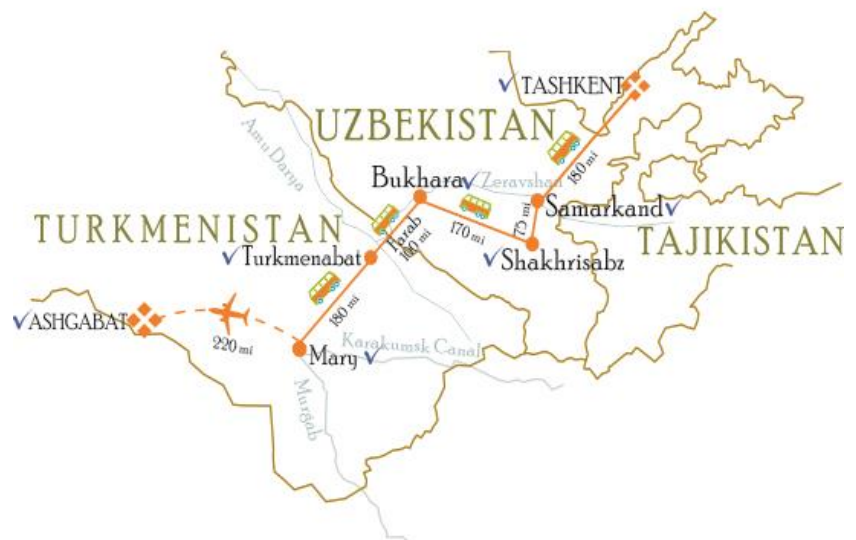 TASHKENT
UZBEKISTAN
Amu Darya
180 mi
Bukhara
Zeravshan
Samarkand
75 mi
TURKMENISTAN
Farab
100 mi
170 mi
TAJIKISTAN
Turkmenabat
Shakhrisabz
180 mi
ASHGABAT
220 mi
Mary
Karakumsk Canal
Murgab